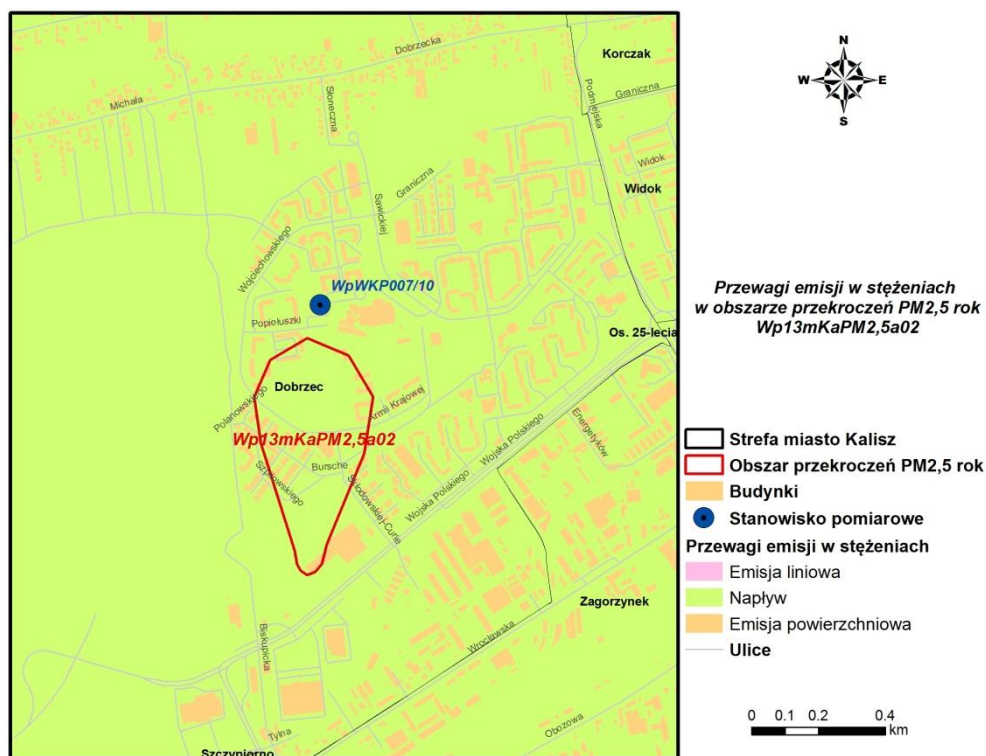 Dobrzecka
Korczak
Graniczna
Podmiejska
Michała
Słoneczna
Graniczna
Sawickiej
Widok
Widok
Wojciechowskiego
WpWKP007/10
Popiełuszki
Os. 25-lecia
Dobrzec
Polanowskiego
Armii Krajowej
Wp13mKaPM2,5a02
Bursche
Szpilowskiego
Skłodowskiej-Curie
Wojska Polskiego
Wojska Polskiego
Energetyków
Zagorzynek
Wrocławska
Biskupicka
Tylna
Obozowa
Szczypiorno
N
W E
S
Przewagi emisji w stężeniach
w obszarze przekroczeń PM2,5 rok
Wp13mKaPM2,5a02
Strefa miasto Kalisz
Obszar przekroczeń PM2,5 rok
Budynki
Stanowisko pomiarowe
Przewagi emisji w stężeniach
Emisja liniowa
Napływ
Emisja powierzchniowa
Ulice
0 0.1 0.2 0.4
km